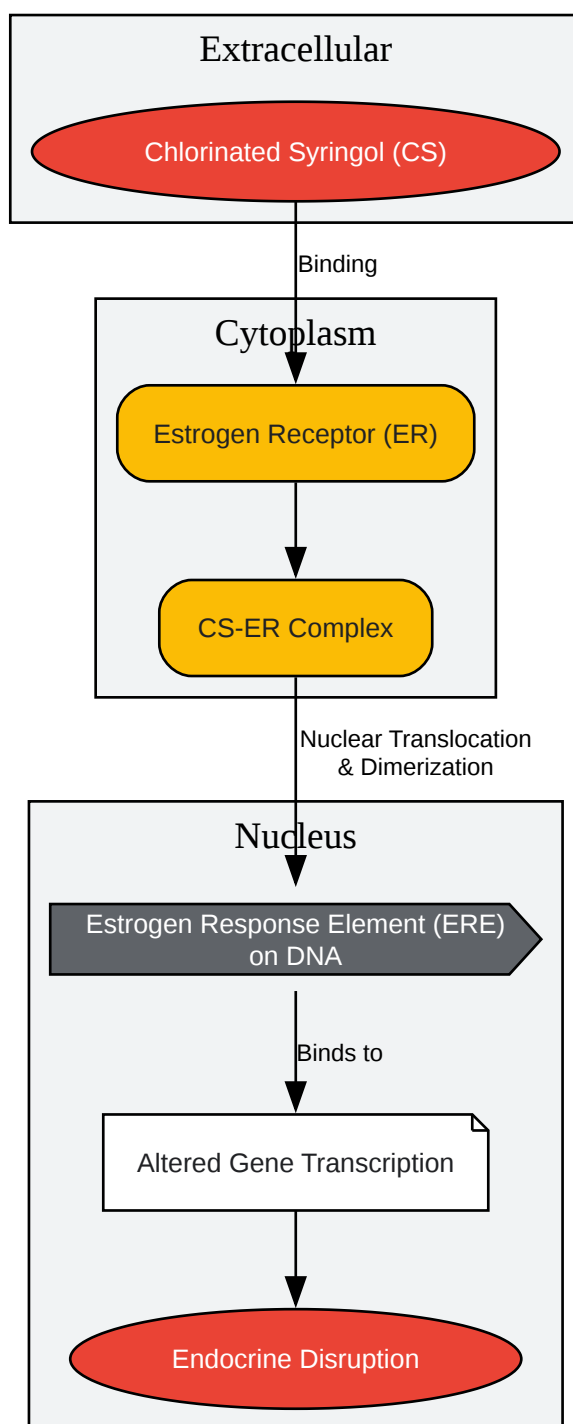 Extracellular
Chlorinated Syringol (CS)
Binding
Cytoplasm
Estrogen Receptor (ER)
CS-ER Complex
Nuclear Translocation
& Dimerization
Nucleus
Estrogen Response Element (ERE)
on DNA
Binds to
Altered Gene Transcription
Endocrine Disruption